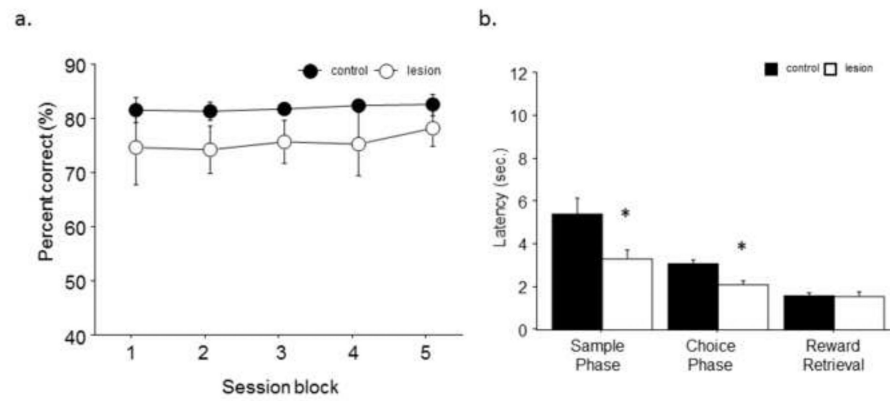 a.
control lesion
90
80
70
60
50
40
Percent correct (%)
1 2 3 4 5
Session block
b.
control lesion
12
10
8
6
4
2
0
Latency (sec.)
*
*
Sample
Phase
Choice
Phase
Reward
Retrieval